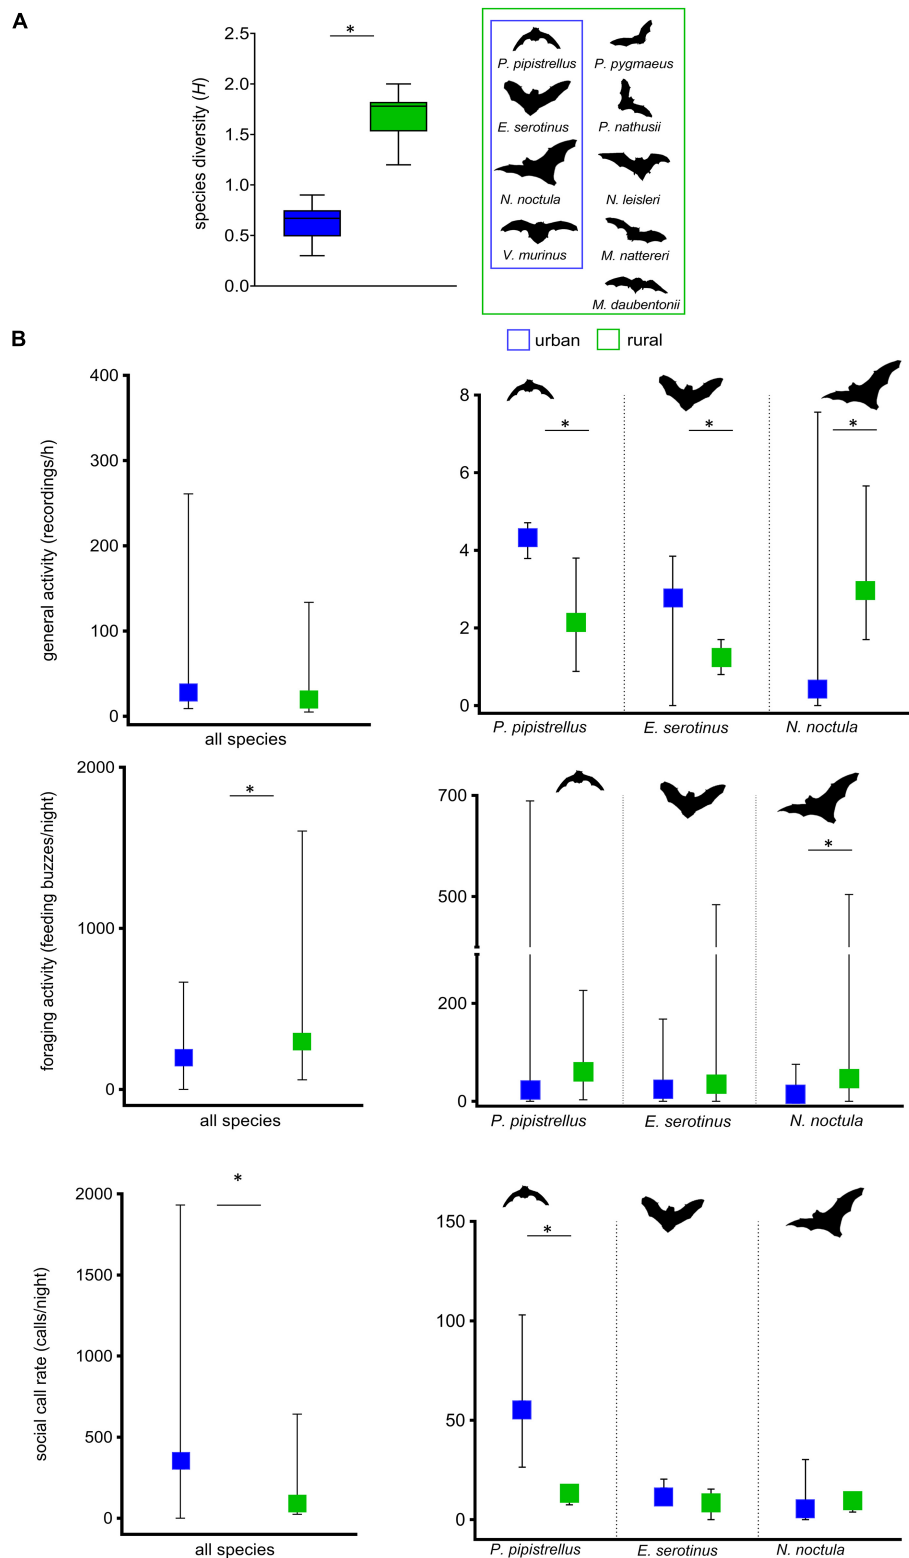 A
species diversity (H)
2.5
2.0
1.5
1.0
0.5
0.0
*
P. pipistrellus
P. pygmaeus
E. serotinus
P. nathusii
N. noctula
N. leisleri
V. murinus
M. nattereri
M. daubentonii
B
urban
rural
general activity (recordings/h)
400
300
200
100
0
all species
8
6
4
2
0
*
*
*
P. pipistrellus
E. serotinus
N. noctula
foraging activity (feeding buzzes/night)
2000
1000
0
*
all species
700
500
200
0
*
P. pipistrellus
E. serotinus
N. noctula
social call rate (calls/night)
2000
1500
1000
500
0
*
all species
150
100
50
0
*
P. pipistrellus
E. serotinus
N. noctula